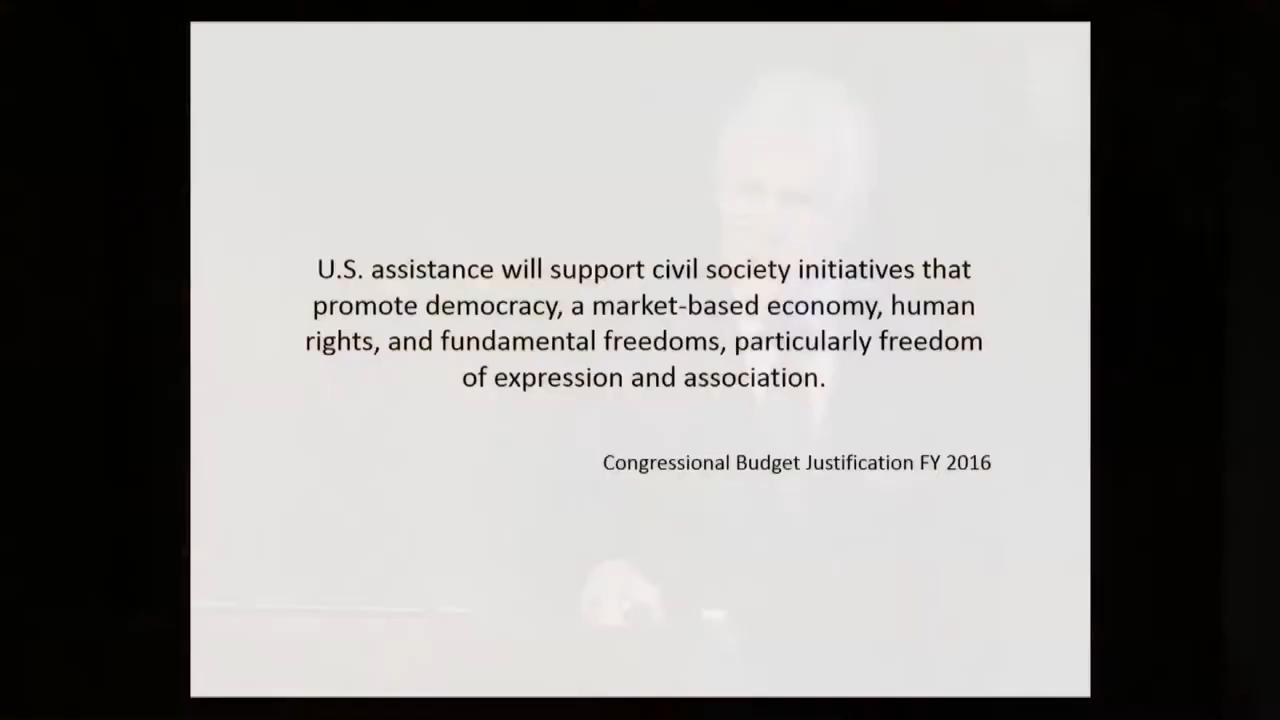 U.S. assistance will support civil society initiatives that
promote democracy, a market-based economy, human
rights, and fundamental freedoms, particularly freedom
of expression and association.
Congressional Budget Justification FY 2016